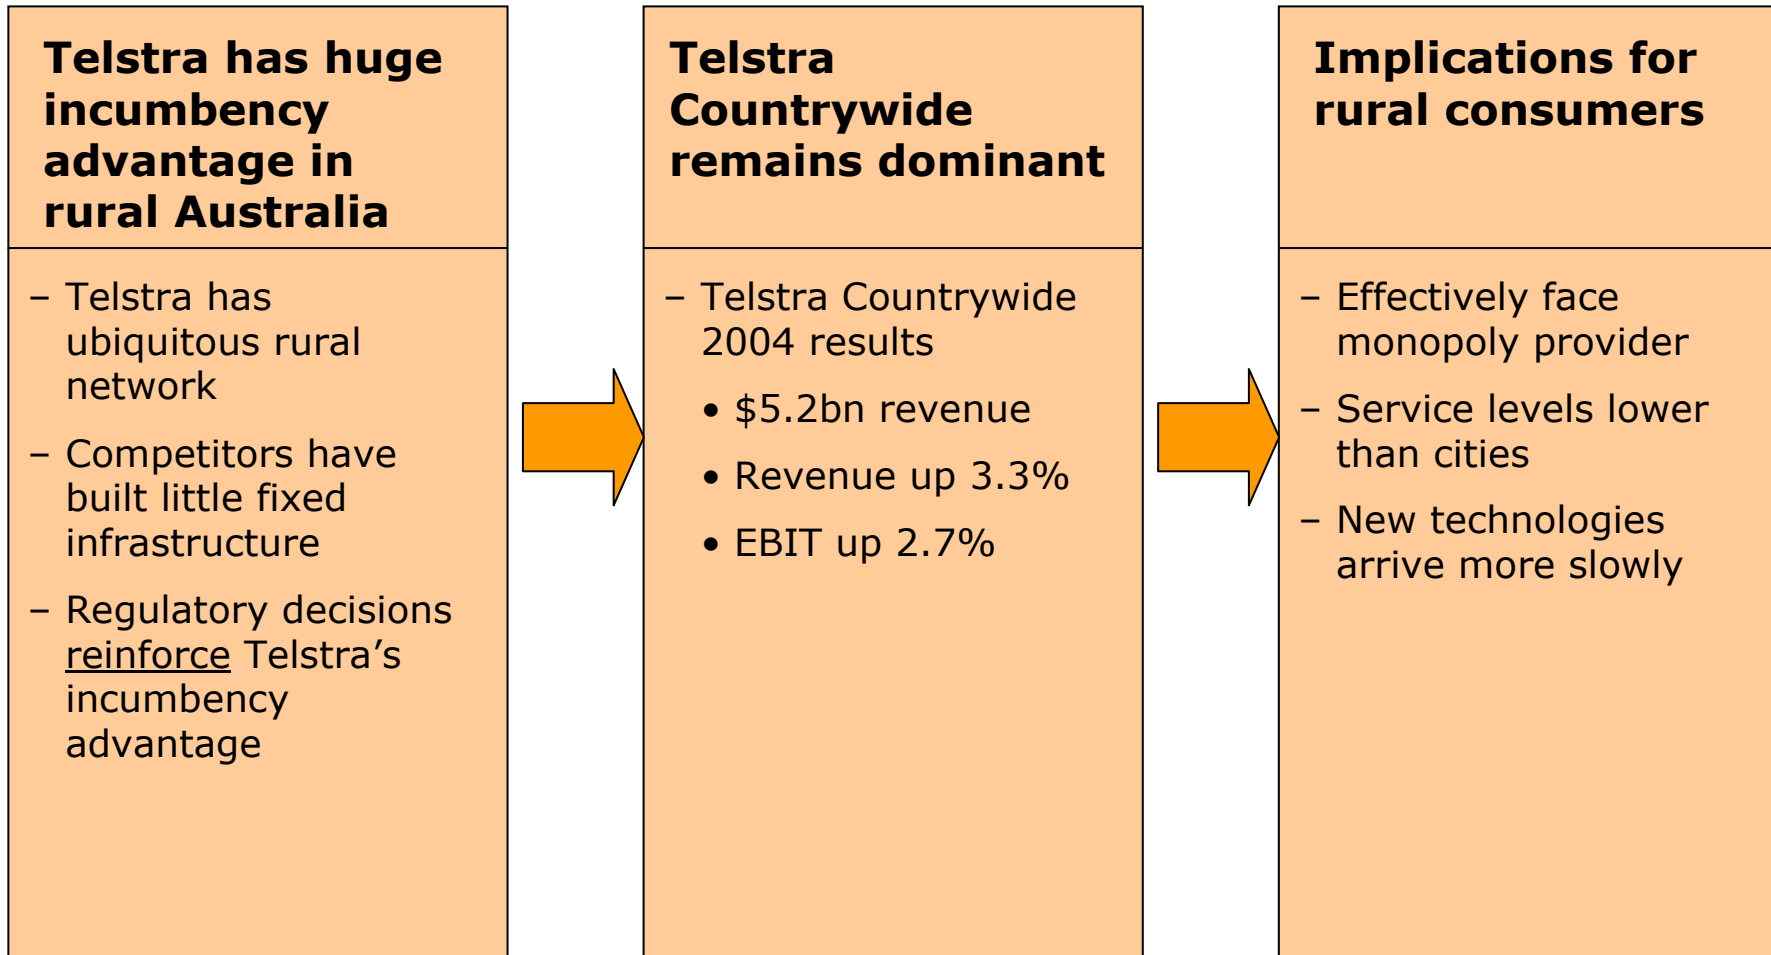 Telstra has huge
incumbency
advantage in
rural Australia
– Telstra has
ubiquitous rural
network
– Competitors have
built little fixed
infrastructure
– Regulatory decisions
reinforce Telstra’s
incumbency
advantage
Telstra
Countrywide
remains dominant
– Telstra Countrywide
2004 results
• $5.2bn revenue
• Revenue up 3.3%
• EBIT up 2.7%
Implications for
rural consumers
– Effectively face
monopoly provider
– Service levels lower
than cities
– New technologies
arrive more slowly